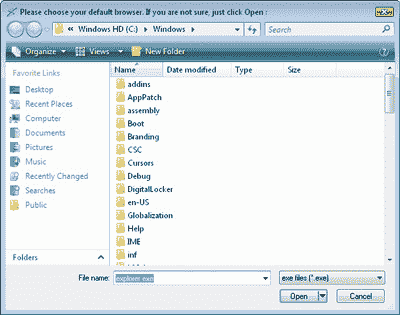 Please choose your default browser. If you are not sure, just click Open :
« Windows HD (C:) ▸ Windows ▸
Search
Organize Views New Folder
Favorite Links
Desktop
Recent Places
Computer
Documents
Pictures
Music
Recently Changed
Searches
Public
Folders
Name Date modified Type Size
addins
AppPatch
assembly
Boot
Branding
CSC
Cursors
Debug
DigitalLocker
en-US
Globalization
Help
IME
inf
File name: explorer.exe
exe files (*.exe)
Open Cancel